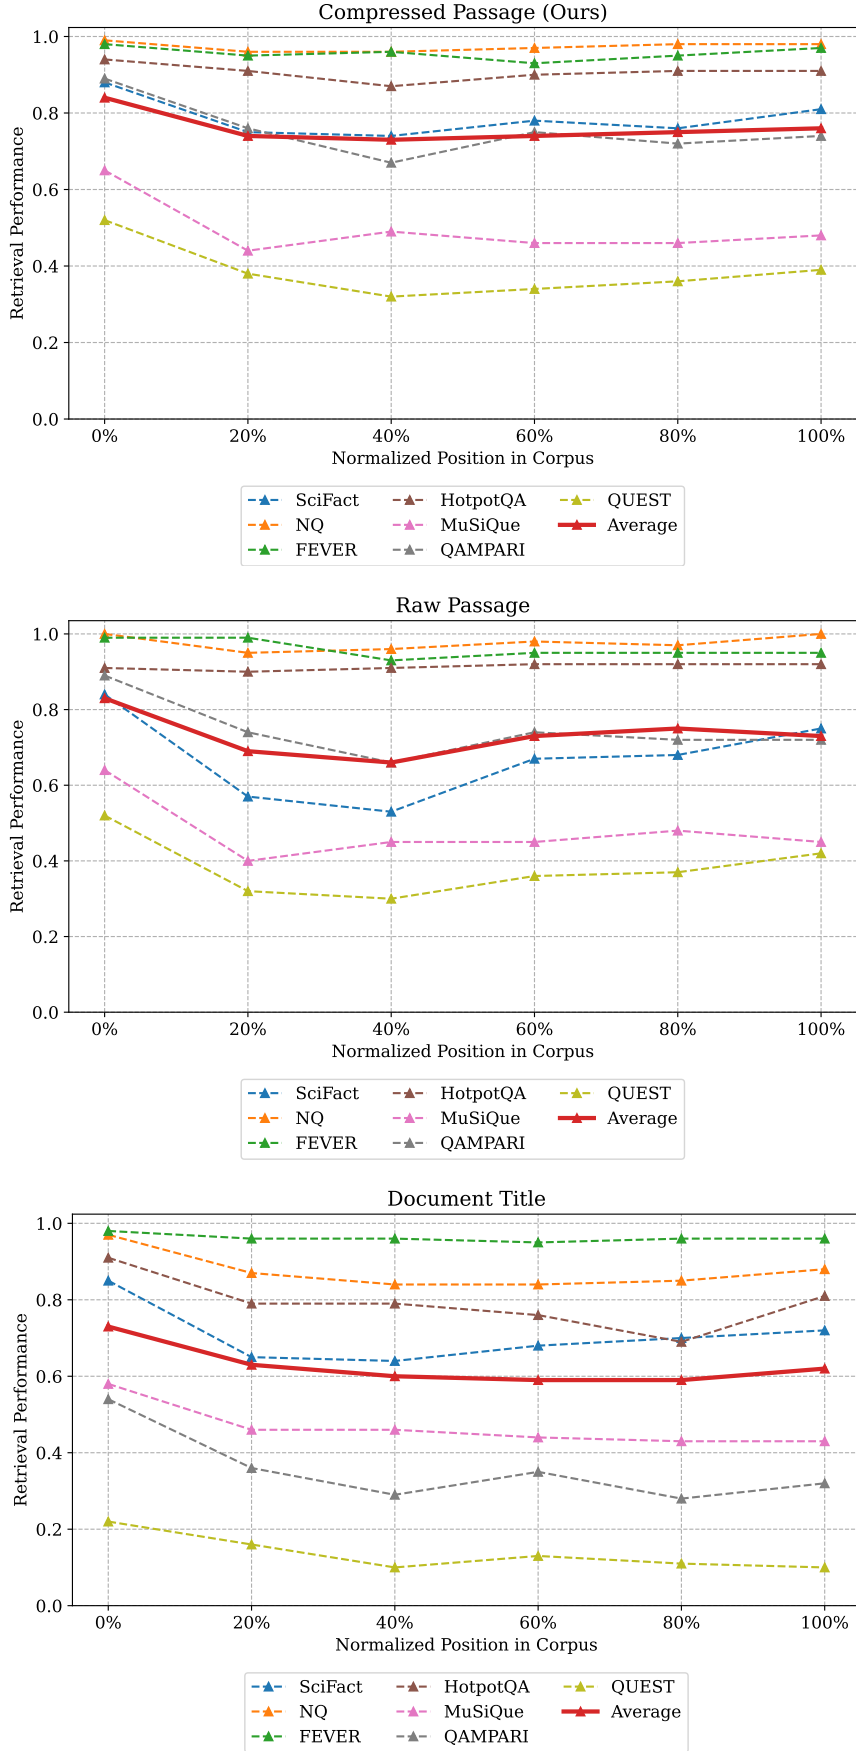 Compressed Passage (Ours)
1.0
0.8
0.6
0.4
0.2
0.0
Retrieval Performance
0% 20% 40% 60% 80% 100%
Normalized Position in Corpus
SciFact HotpotQA QUEST
NQ MuSiQue Average
FEVER QAMPARI
Raw Passage
1.0
0.8
0.6
0.4
0.2
0.0
Retrieval Performance
0% 20% 40% 60% 80% 100%
Normalized Position in Corpus
SciFact HotpotQA QUEST
NQ MuSiQue Average
FEVER QAMPARI
Document Title
1.0
0.8
0.6
0.4
0.2
0.0
Retrieval Performance
0% 20% 40% 60% 80% 100%
Normalized Position in Corpus
SciFact HotpotQA QUEST
NQ MuSiQue Average
FEVER QAMPARI